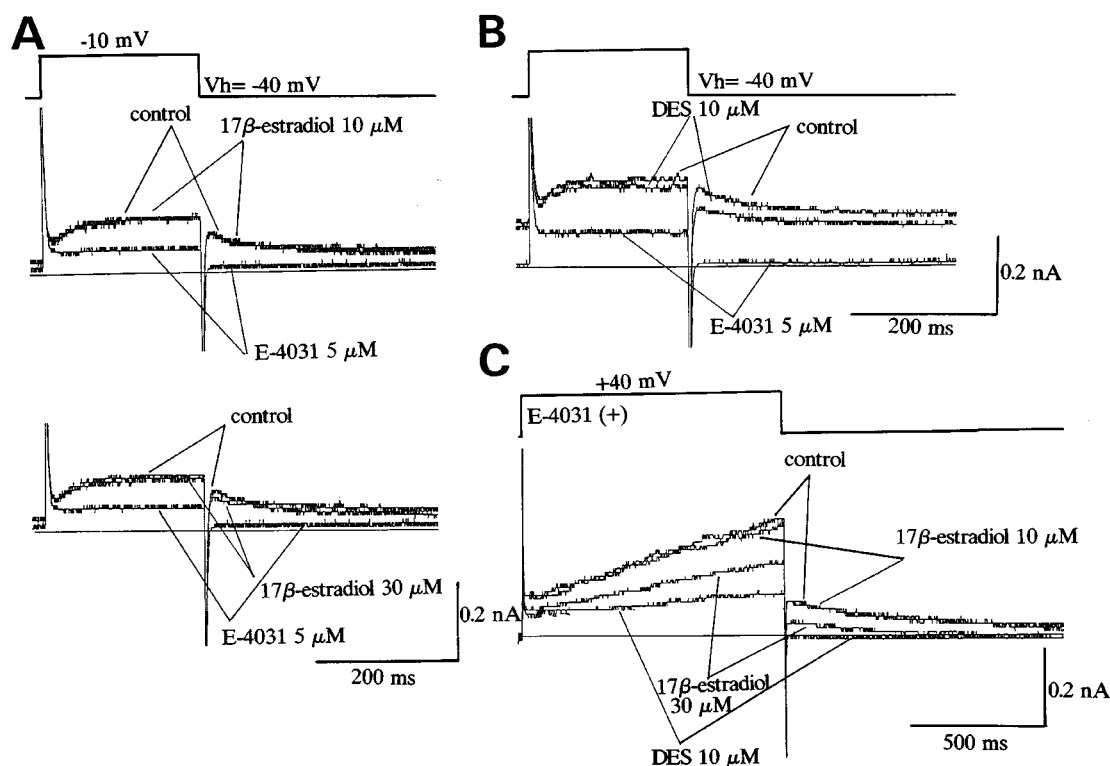 A
-10 mV
Vh= -40 mV
control
17β-estradiol 10 μM
E-4031 5 μM
control
17β-estradiol 30 μM
E-4031 5 μM
0.2 nA
200 ms
B
Vh= -40 mV
DES 10 μM
control
E-4031 5 μM
0.2 nA
200 ms
C
+40 mV
E-4031 (+)
control
17β-estradiol 10 μM
17β-estradiol
30 μM
DES 10 μM
0.2 nA
500 ms